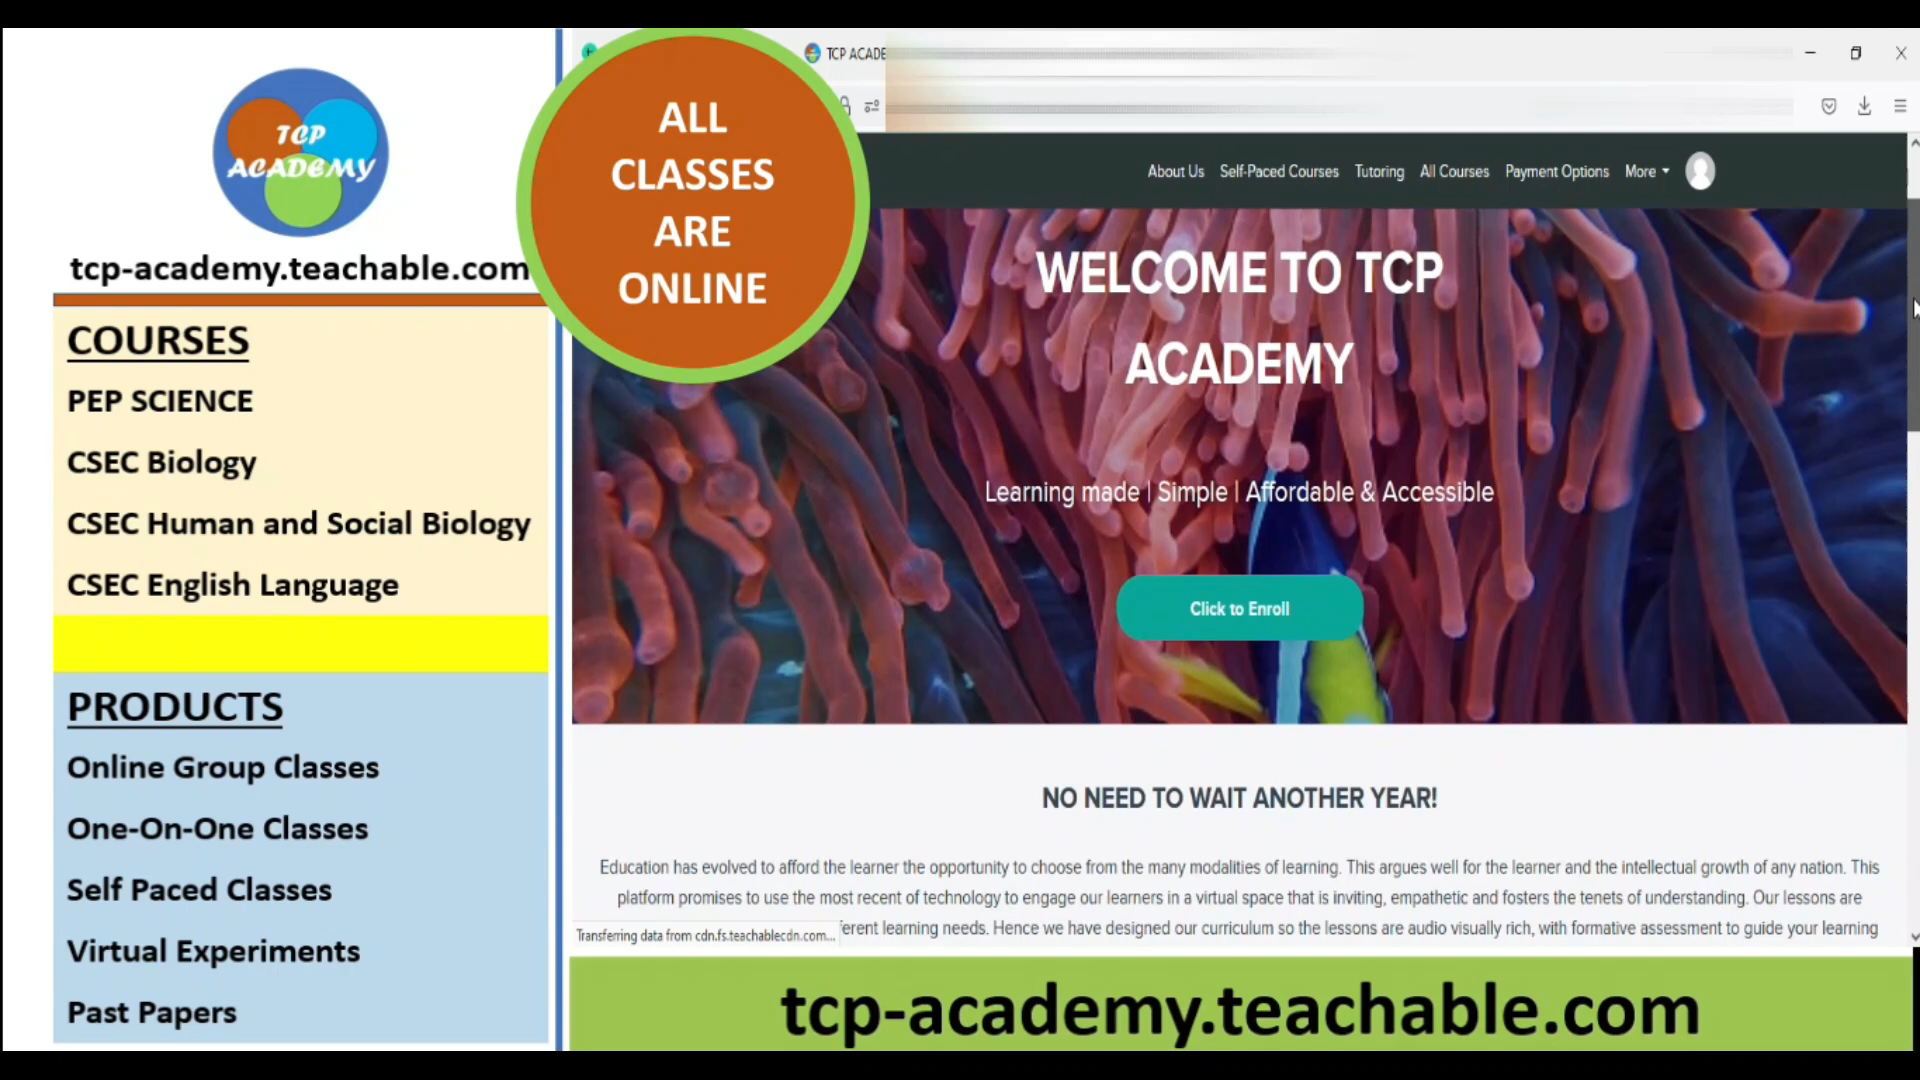 TCP
ACADEMY
tcp-academy.teachable.com
COURSES
PEP SCIENCE
CSEC Biology
CSEC Human and Social Biology
CSEC English Language
PRODUCTS
Online Group Classes
One-On-One Classes
Self Paced Classes
Virtual Experiments
Past Papers
ALL
CLASSES
ARE
ONLINE
TCP ACADE
About Us Self-Paced Courses Tutoring All Courses Payment Options More
WELCOME TO TCP
ACADEMY
Learning made | Simple | Affordable & Accessible
Click to Enroll
NO NEED TO WAIT ANOTHER YEAR!
Education has evolved to afford the learner the opportunity to choose from the many modalities of learning. This argues well for the learner and the intellectual growth of any nation. This
platform promises to use the most recent of technology to engage our learners in a virtual space that is inviting, empathetic and fosters the tenets of understanding. Our lessons are
erent learning needs. Hence we have designed our curriculum so the lessons are audio visually rich, with formative assessment to guide your learning
Transferring data from cdn.fs.teachablecdn.com...
tcp-academy.teachable.com